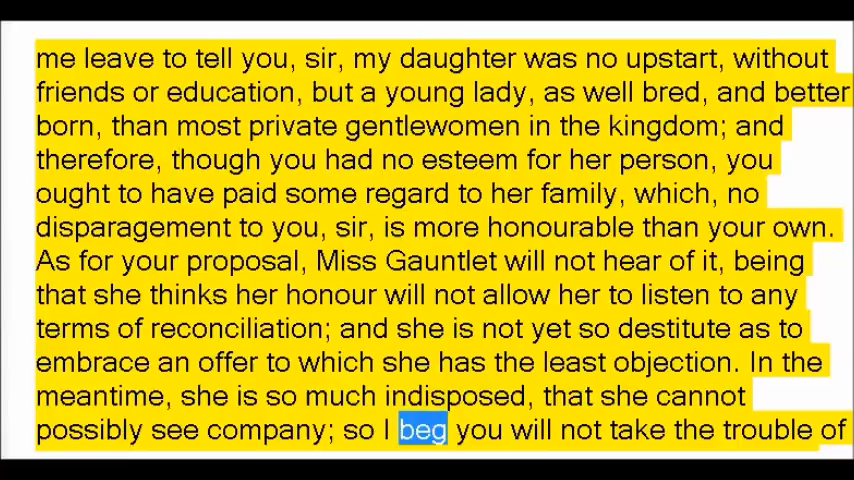 me leave to tell you, sir, my daughter was no upstart, without
friends or education, but a young lady, as well bred, and better
born, than most private gentlewomen in the kingdom; and
therefore, though you had no esteem for her person, you
ought to have paid some regard to her family, which, no
disparagement to you, sir, is more honourable than your own.
As for your proposal, Miss Gauntlet will not hear of it, being
that she thinks her honour will not allow her to listen to any
terms of reconciliation; and she is not yet so destitute as to
embrace an offer to which she has the least objection. In the
meantime, she is so much indisposed, that she cannot
possibly see company; so I beg you will not take the trouble of